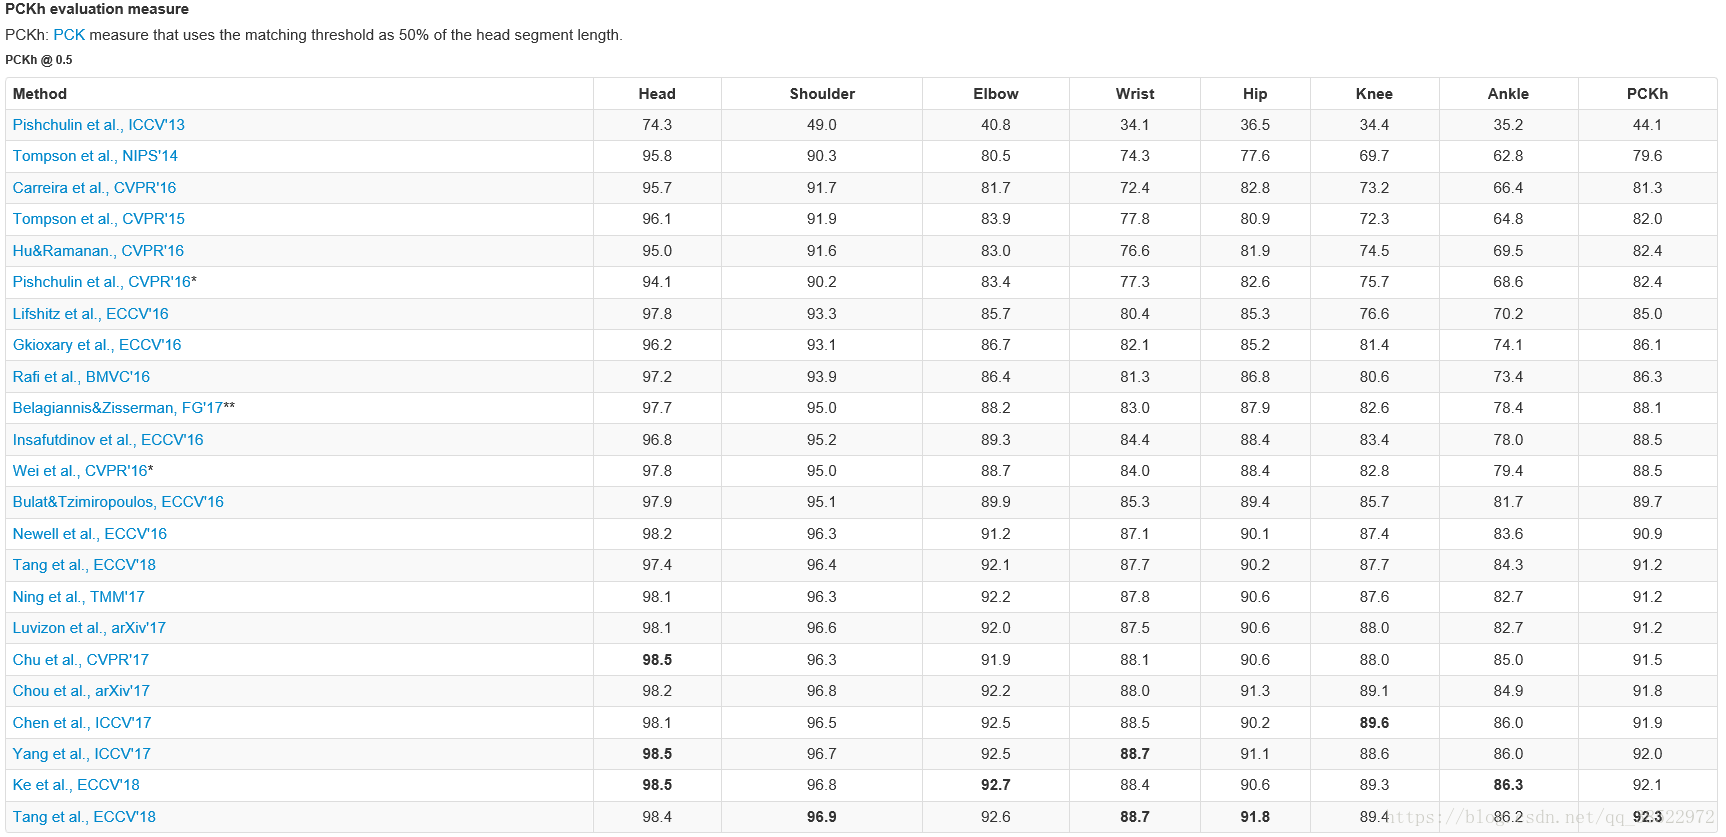 PCKh evaluation measure
PCKh: PCK measure that uses the matching threshold as 50% of the head segment length.
PCKh @ 0.5
Method Head Shoulder Elbow Wrist Hip Knee Ankle PCKh
Pishchulin et al., ICCV'13 74.3 49.0 40.8 34.1 36.5 34.4 35.2 44.1
Tompson et al., NIPS'14 95.8 90.3 80.5 74.3 77.6 69.7 62.8 79.6
Carreira et al., CVPR'16 95.7 91.7 81.7 72.4 82.8 73.2 66.4 81.3
Tompson et al., CVPR'15 96.1 91.9 83.9 77.8 80.9 72.3 64.8 82.0
Hu&Ramanan., CVPR'16 95.0 91.6 83.0 76.6 81.9 74.5 69.5 82.4
Pishchulin et al., CVPR'16* 94.1 90.2 83.4 77.3 82.6 75.7 68.6 82.4
Lifshitz et al., ECCV'16 97.8 93.3 85.7 80.4 85.3 76.6 70.2 85.0
Gkioxary et al., ECCV'16 96.2 93.1 86.7 82.1 85.2 81.4 74.1 86.1
Rafi et al., BMVC'16 97.2 93.9 86.4 81.3 86.8 80.6 73.4 86.3
Belagiannis&Zisserman, FG'17** 97.7 95.0 88.2 83.0 87.9 82.6 78.4 88.1
Insafutdinov et al., ECCV'16 96.8 95.2 89.3 84.4 88.4 83.4 78.0 88.5
Wei et al., CVPR'16* 97.8 95.0 88.7 84.0 88.4 82.8 79.4 88.5
Bulat&Tzimiropoulos, ECCV'16 97.9 95.1 89.9 85.3 89.4 85.7 81.7 89.7
Newell et al., ECCV'16 98.2 96.3 91.2 87.1 90.1 87.4 83.6 90.9
Tang et al., ECCV'18 97.4 96.4 92.1 87.7 90.2 87.7 84.3 91.2
Ning et al., TMM'17 98.1 96.3 92.2 87.8 90.6 87.6 82.7 91.2
Luvizon et al., arXiv'17 98.1 96.6 92.0 87.5 90.6 88.0 82.7 91.2
Chu et al., CVPR'17 98.5 96.3 91.9 88.1 90.6 88.0 85.0 91.5
Chou et al., arXiv'17 98.2 96.8 92.2 88.0 91.3 89.1 84.9 91.8
Chen et al., ICCV'17 98.1 96.5 92.5 88.5 90.2 89.6 86.0 91.9
Yang et al., ICCV'17 98.5 96.7 92.5 88.7 91.1 88.6 86.0 92.0
Ke et al., ECCV'18 98.5 96.8 92.7 88.4 90.6 89.3 86.3 92.1
Tang et al., ECCV'18 98.4 96.9 92.6 88.7 91.8 89.4 86.2 92.3